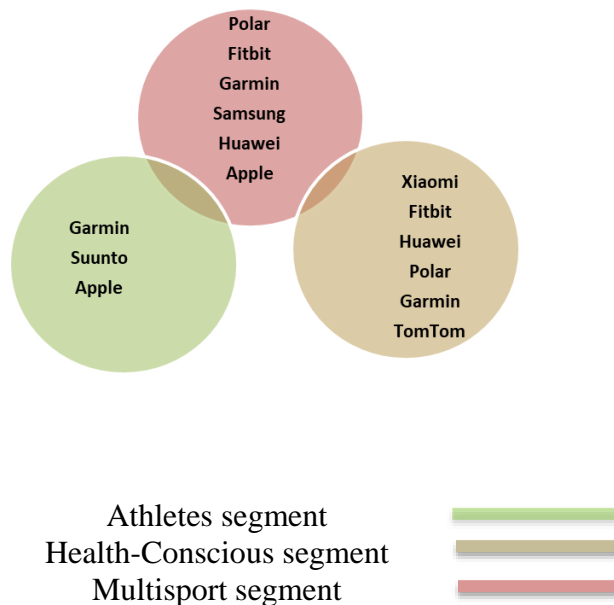 Polar
Fitbit
Garmin
Samsung
Huawei
Apple
Garmin
Suunto
Apple
Xiaomi
Fitbit
Huawei
Polar
Garmin
TomTom
Athletes segment
Health-Conscious segment
Multisport segment